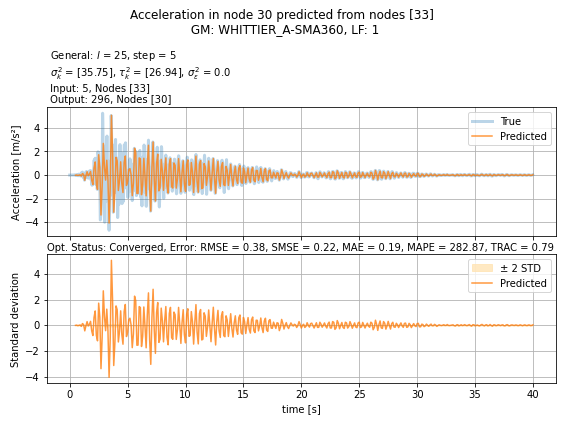 Acceleration in node 30 predicted from nodes [33]
GM: WHITTIER_A-SMA360, LF: 1
General: l = 25, step = 5
σ²ₖ = [35.75], τ²ₖ = [26.94], σ²ε = 0.0
Input: 5, Nodes [33]
Output: 296, Nodes [30]
Acceleration [m/s²]
4
2
0
−2
−4
True
Predicted
Opt. Status: Converged, Error: RMSE = 0.38, SMSE = 0.22, MAE = 0.19, MAPE = 282.87, TRAC = 0.79
Standard deviation
4
2
0
−2
−4
± 2 STD
Predicted
0 5 10 15 20 25 30 35 40
time [s]